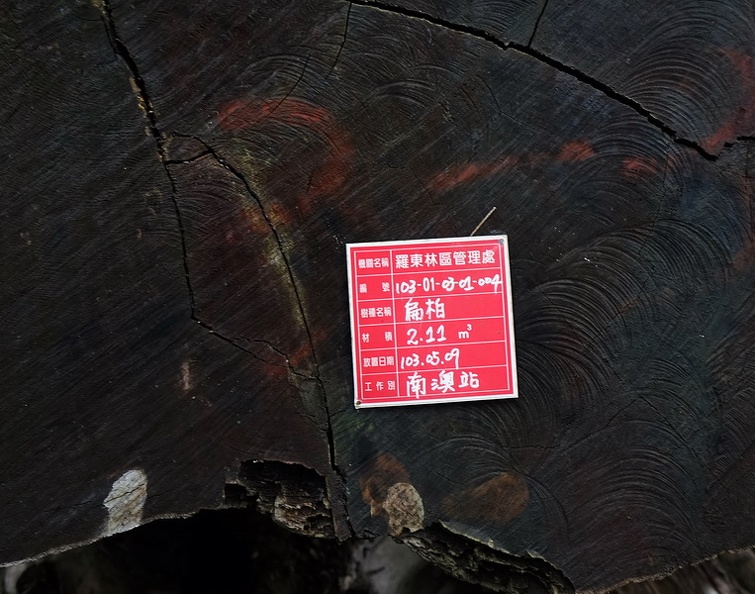 機關名稱 羅東林區管理處
編號 103-01-03-01-004
樹種名稱 扁柏
材積 2.11 m³
放置日期 103.05.09
工作別 南澳站